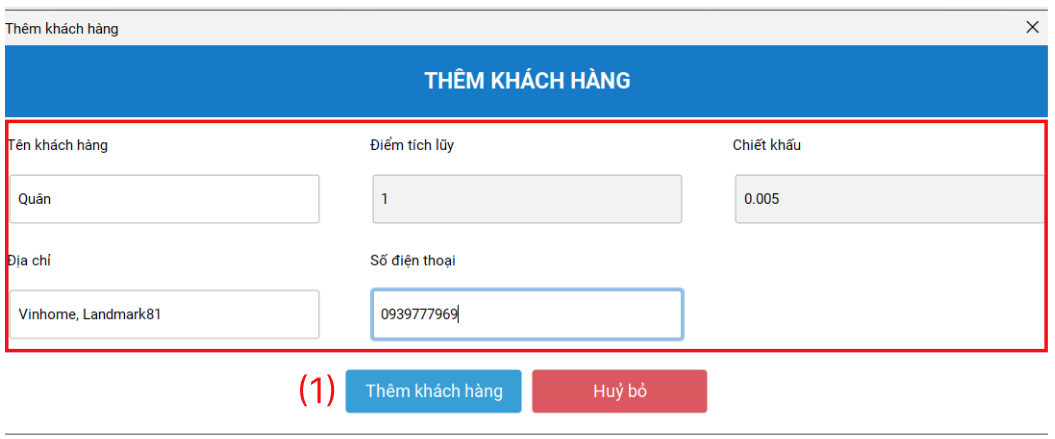 Thêm khách hàng
THÊM KHÁCH HÀNG
Tên khách hàng Điểm tích lũy Chiết khấu
Quân 1 0.005
Địa chỉ Số điện thoại
Vinhome, Landmark81 0939777969
(1) Thêm khách hàng Huỷ bỏ